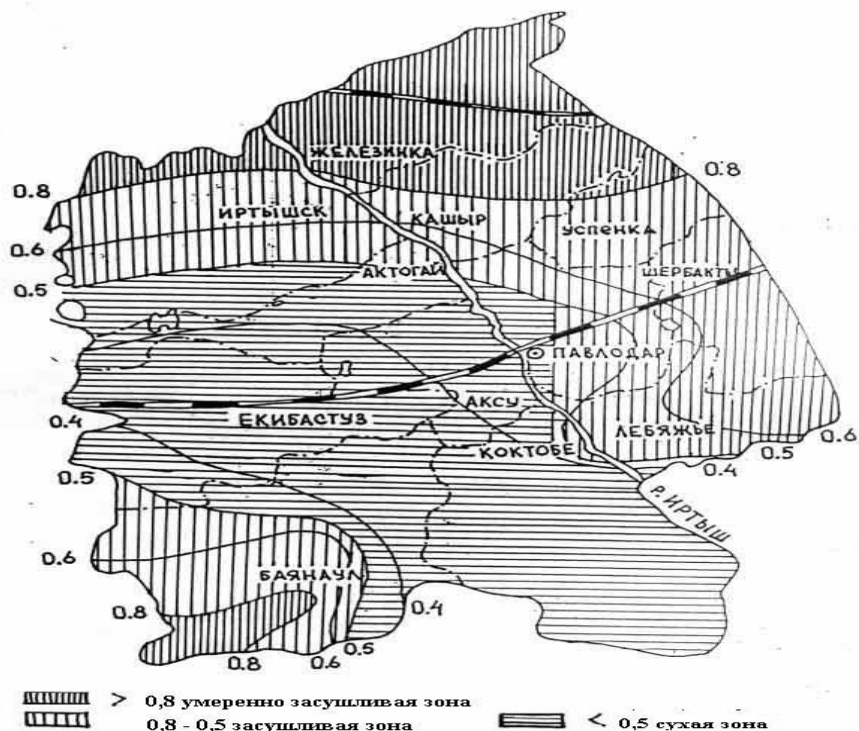 ЖЕЛЕЗИНКА
0.8
0.8
ИРТЫШСК
КАШЫР
УСПЕНКА
0.6
АКТОГАЙ
ШЕРБАКТЫ
0.5
ПАВЛОДАР
АКСУ
0.4
ЕКИБАСТУЗ
ЛЕБЯЖЬЕ
0.6
КОКТОБЕ
0.5
0.4
0.5
Р. ИРТЫШ
0.6
БАЯНАУЛ
0.8
0.4
0.5
0.8
0.6
> 0,8 умеренно засушливая зона
0,8 - 0,5 засушливая зона
< 0,5 сухая зона